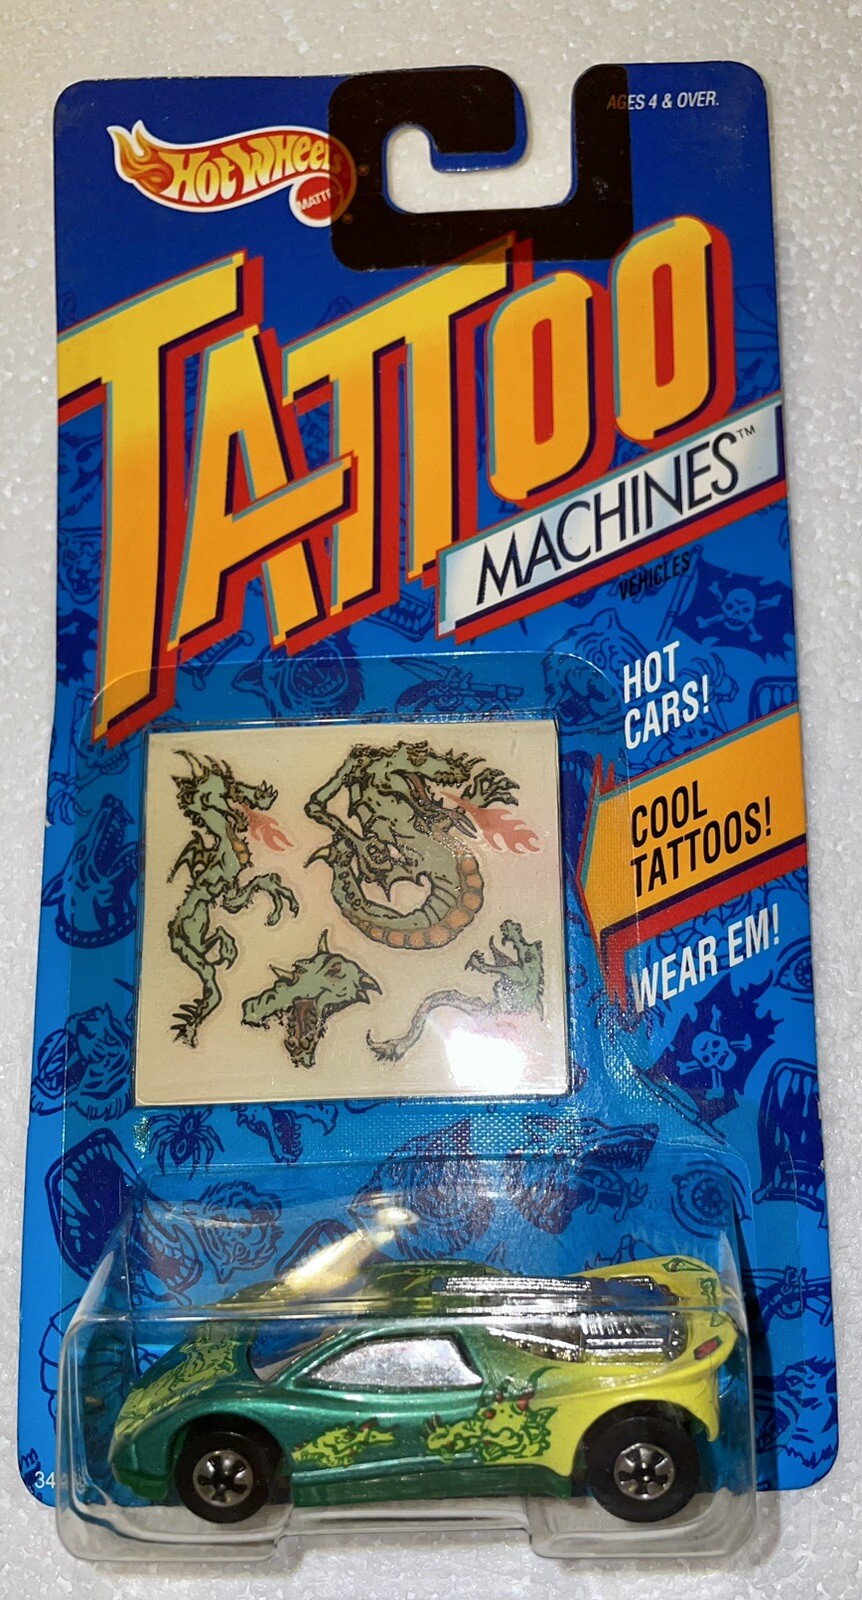 AGES 4 & OVER.
HOT WHEELS
MATTEL
TATTOO
MACHINES™
VEHICLES
HOT
CARS!
COOL
TATTOOS!
WEAR EM!